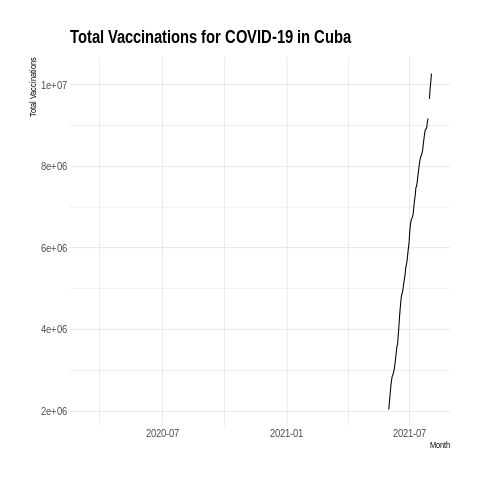 Total Vaccinations for COVID-19 in Cuba
Total Vaccinations
1e+07
8e+06
6e+06
4e+06
2e+06
2020-07 2021-01 2021-07
Month